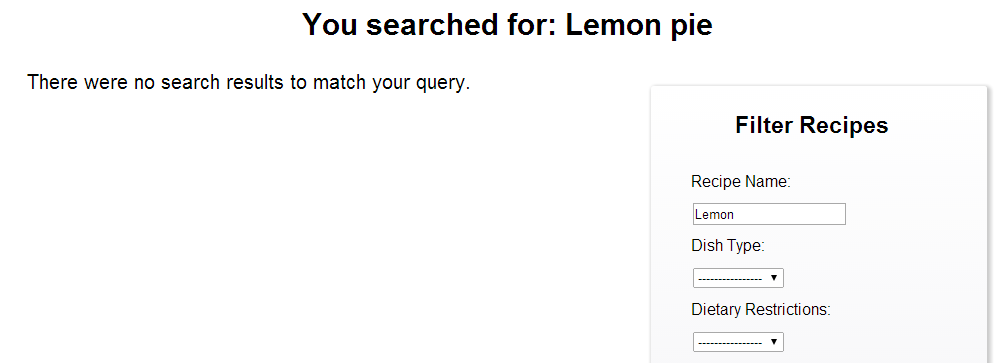 You searched for: Lemon pie
There were no search results to match your query.
Filter Recipes
Recipe Name:
Lemon
Dish Type:
----------------
Dietary Restrictions:
----------------